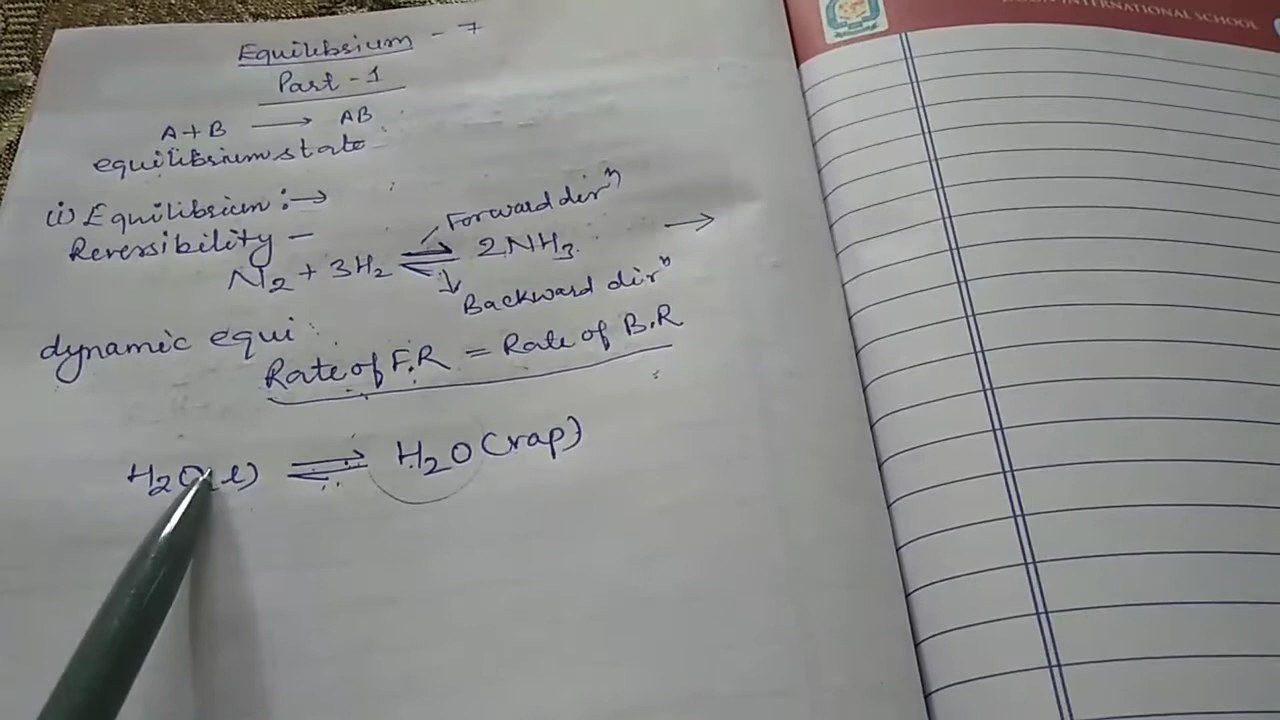 Equilibrium - 7
Part - 1
A + B ⟶ AB
equilibrium state
(i) Equilibrium :→
Reversibility -
Forward dirⁿ →
N₂ + 3H₂ ⇌ 2NH₃
Backward dirⁿ
dynamic equi :
Rate of F.R = Rate of B.R
H₂O(l) ⇌ H₂O(vap)
INTERNATIONAL SCHOOL